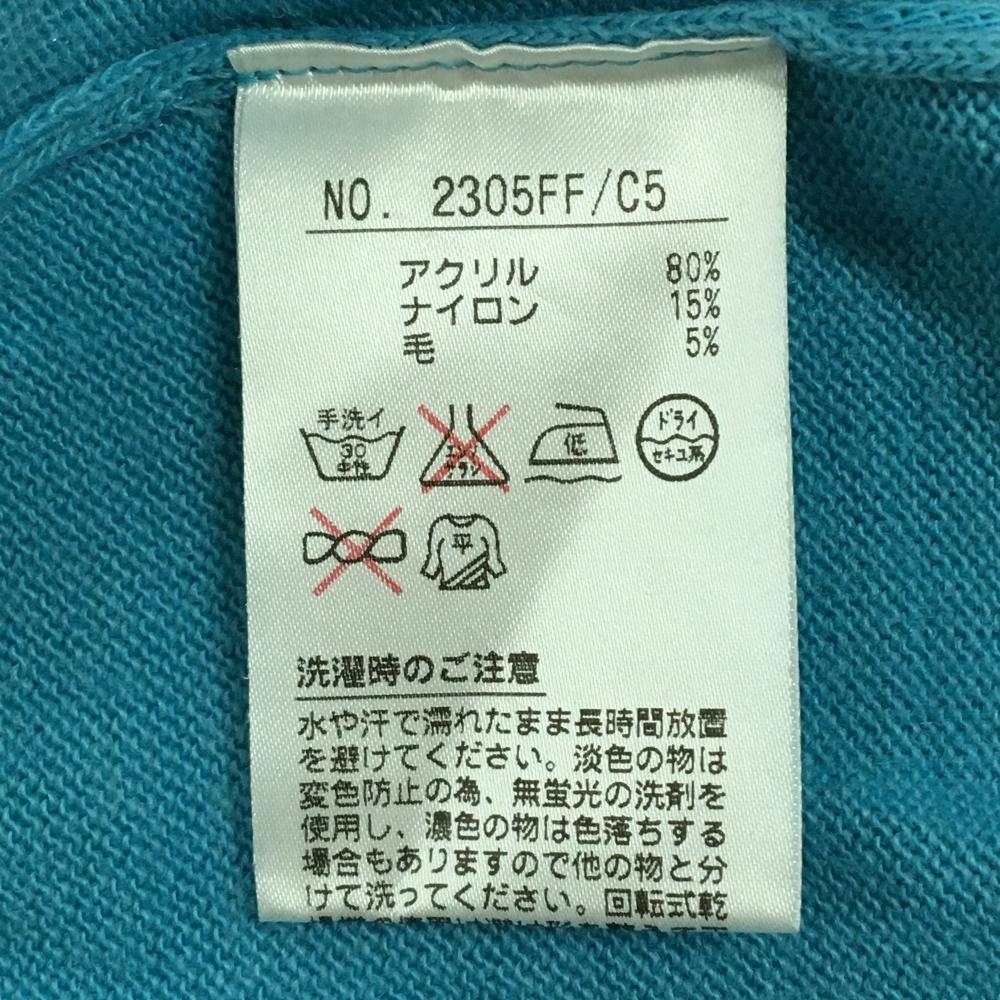 NO. 2305FF/C5
アクリル 80%
ナイロン 15%
毛 5%
手洗イ
30
中性
エンソ
サラシ
低
ドライ
セキユ系
平
洗濯時のご注意
水や汗で濡れたまま長時間放置
を避けてください。淡色の物は
変色防止の為、無蛍光の洗剤を
使用し、濃色の物は色落ちする
場合もありますので他の物と分
けて洗ってください。回転式乾